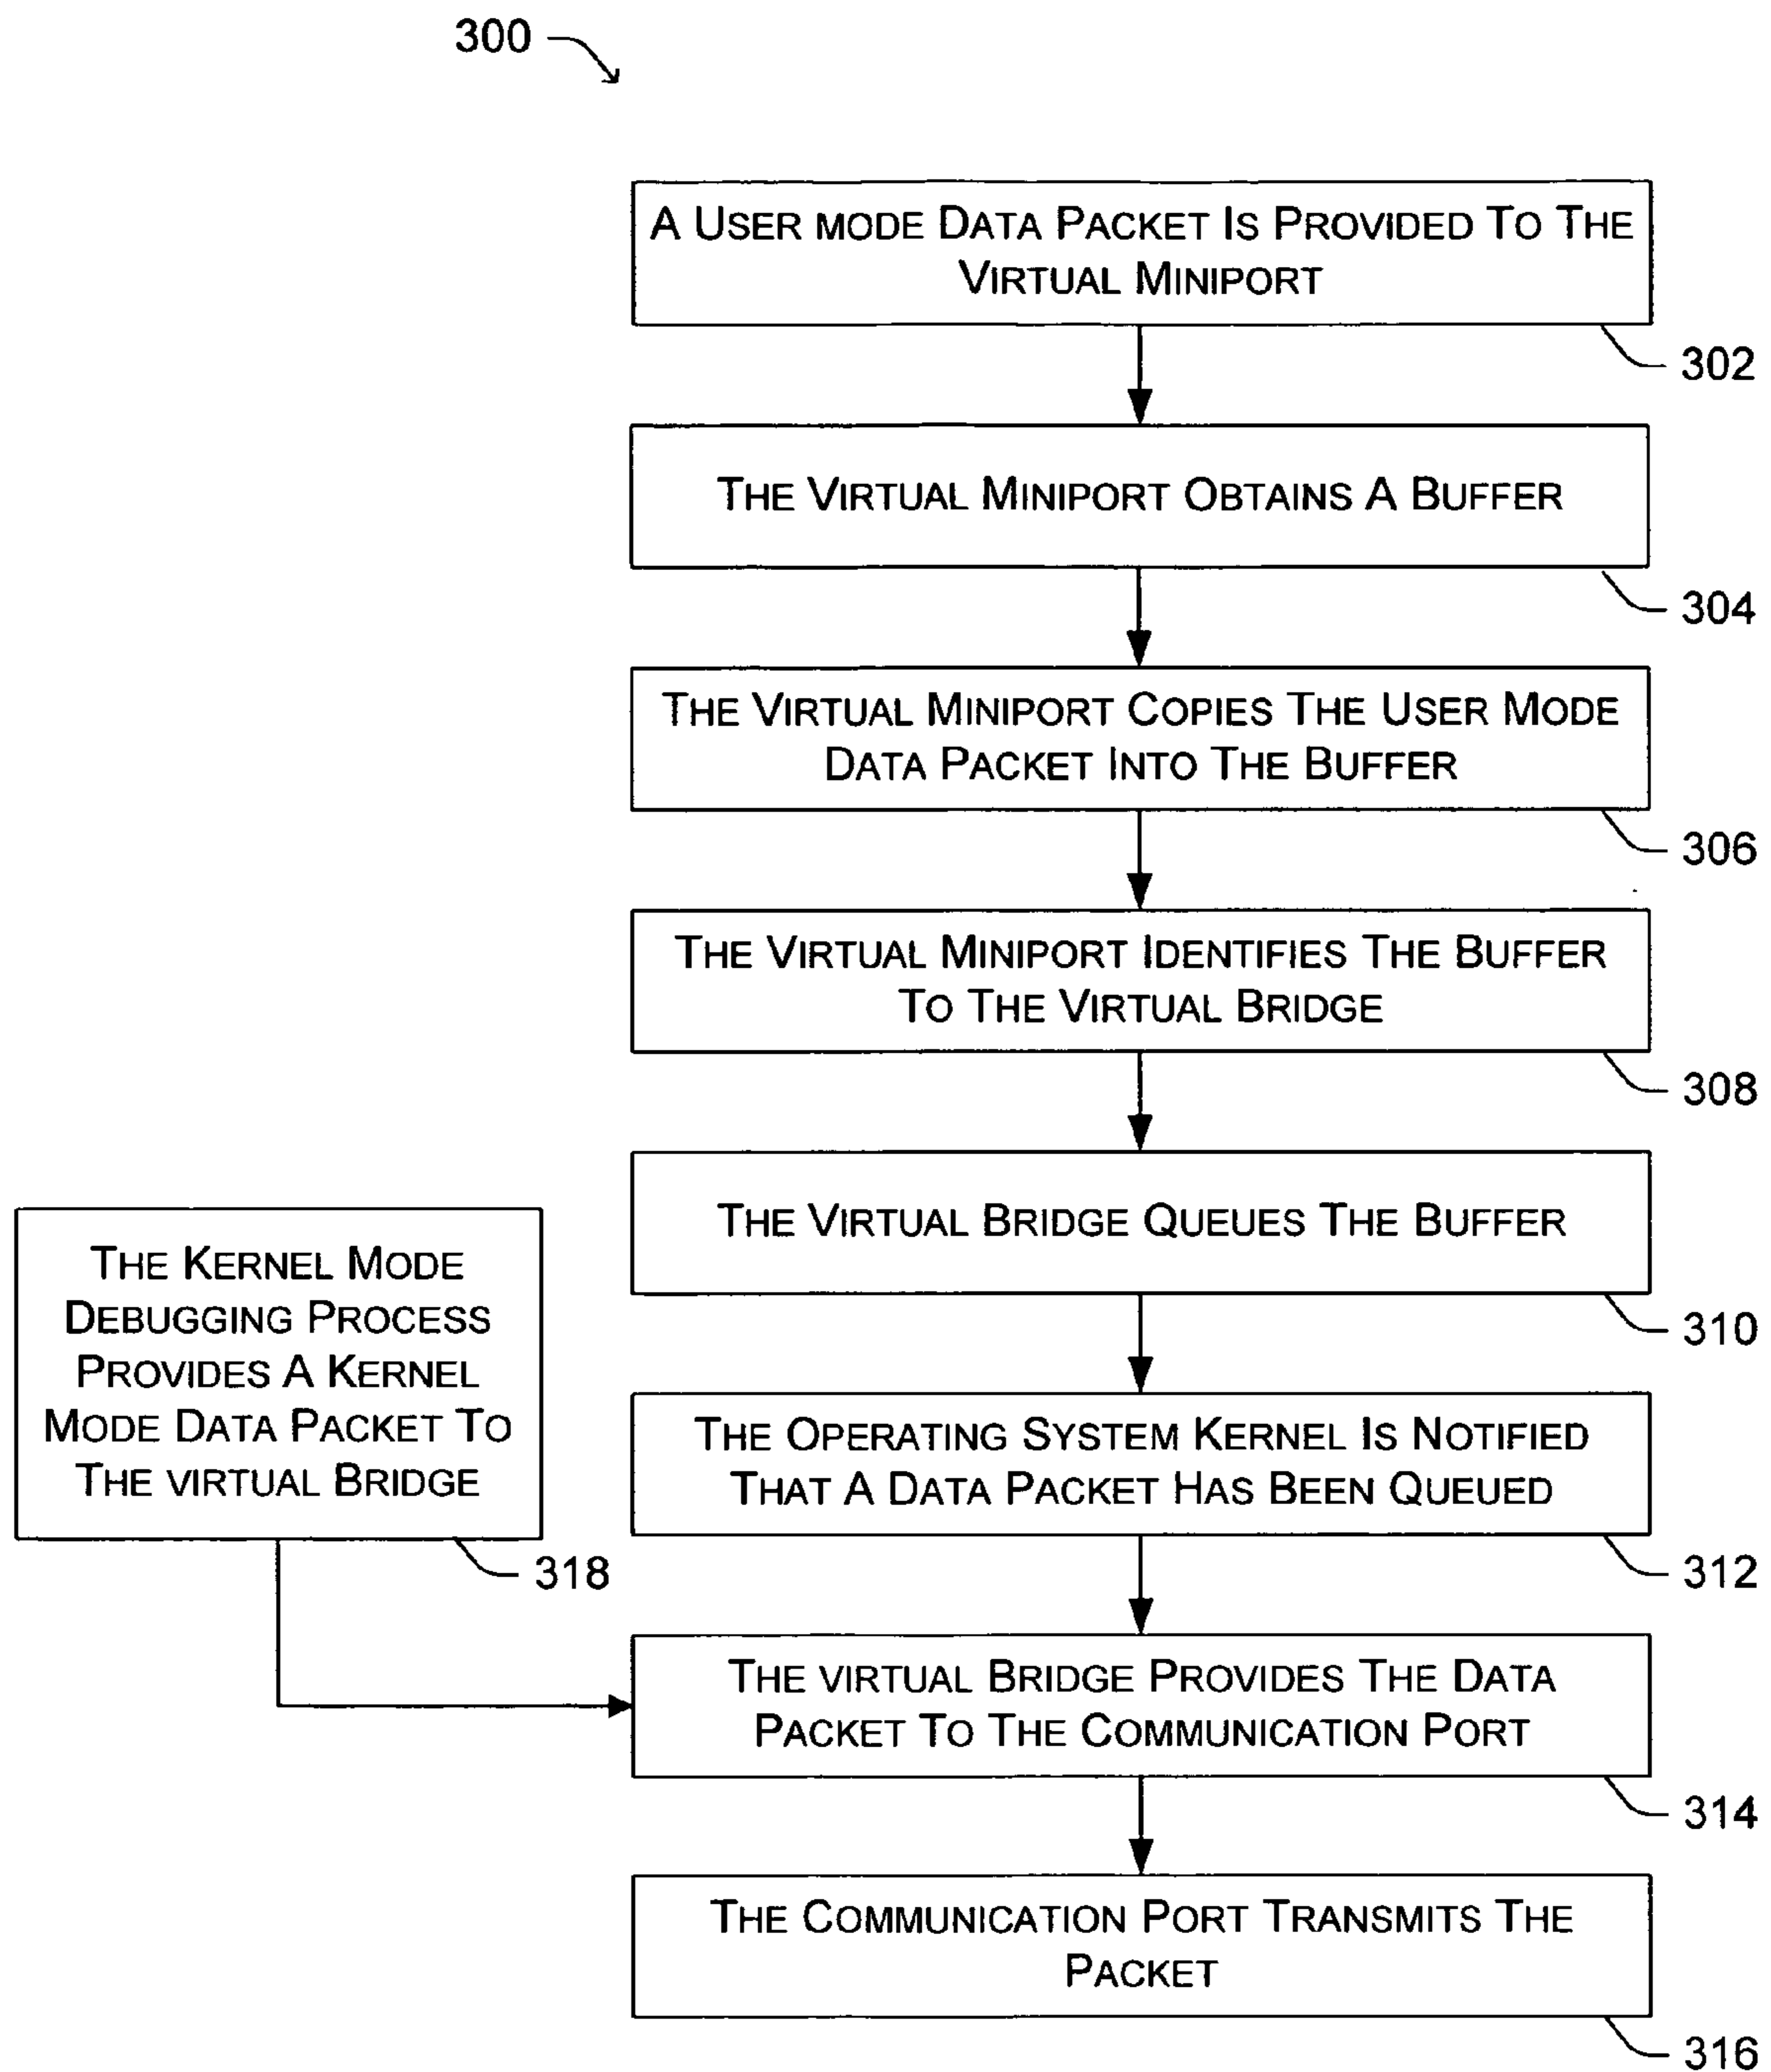 300
A USER MODE DATA PACKET IS PROVIDED TO THE
VIRTUAL MINIPORT
302
THE VIRTUAL MINIPORT OBTAINS A BUFFER
304
THE VIRTUAL MINIPORT COPIES THE USER MODE
DATA PACKET INTO THE BUFFER
306
THE VIRTUAL MINIPORT IDENTIFIES THE BUFFER
TO THE VIRTUAL BRIDGE
308
THE VIRTUAL BRIDGE QUEUES THE BUFFER
310
THE OPERATING SYSTEM KERNEL IS NOTIFIED
THAT A DATA PACKET HAS BEEN QUEUED
312
THE KERNEL MODE
DEBUGGING PROCESS
PROVIDES A KERNEL
MODE DATA PACKET TO
THE VIRTUAL BRIDGE
318
THE VIRTUAL BRIDGE PROVIDES THE DATA
PACKET TO THE COMMUNICATION PORT
314
THE COMMUNICATION PORT TRANSMITS THE
PACKET
316